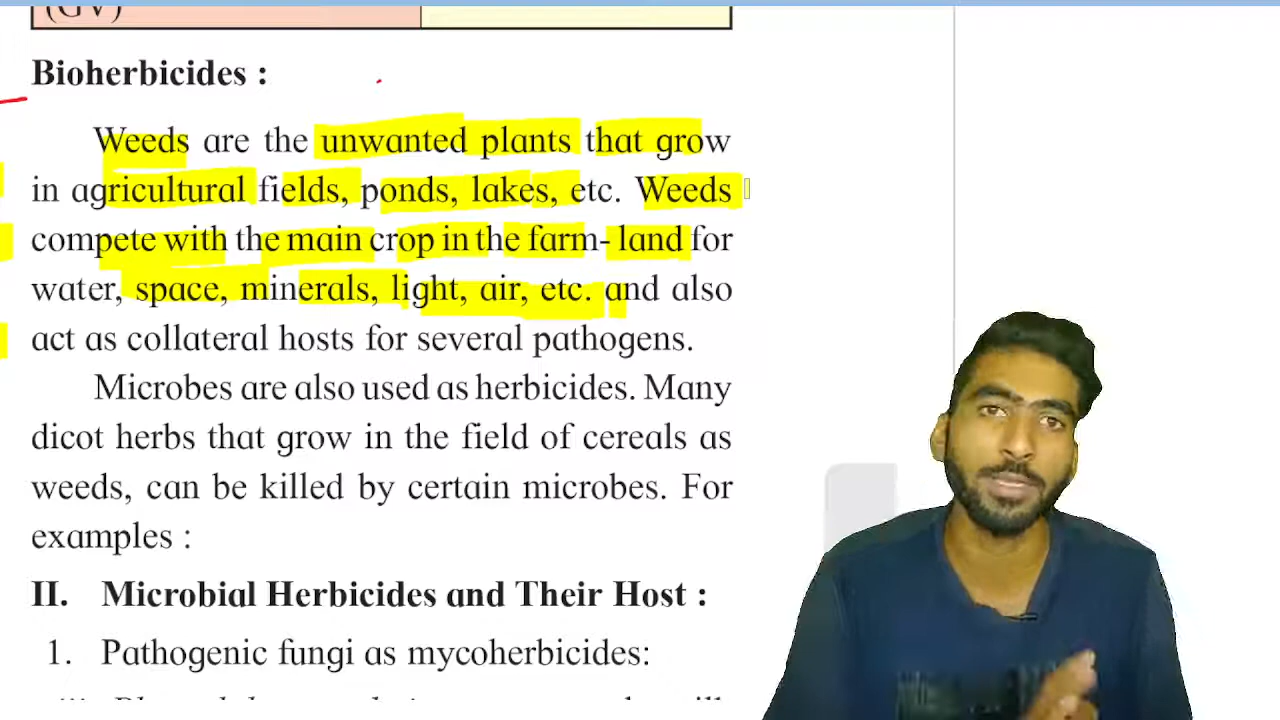 (GV)
Bioherbicides :
Weeds are the unwanted plants that grow
in agricultural fields, ponds, lakes, etc. Weeds
compete with the main crop in the farm- land for
water, space, minerals, light, air, etc. and also
act as collateral hosts for several pathogens.
Microbes are also used as herbicides. Many
dicot herbs that grow in the field of cereals as
weeds, can be killed by certain microbes. For
examples :
II. Microbial Herbicides and Their Host :
1. Pathogenic fungi as mycoherbicides: